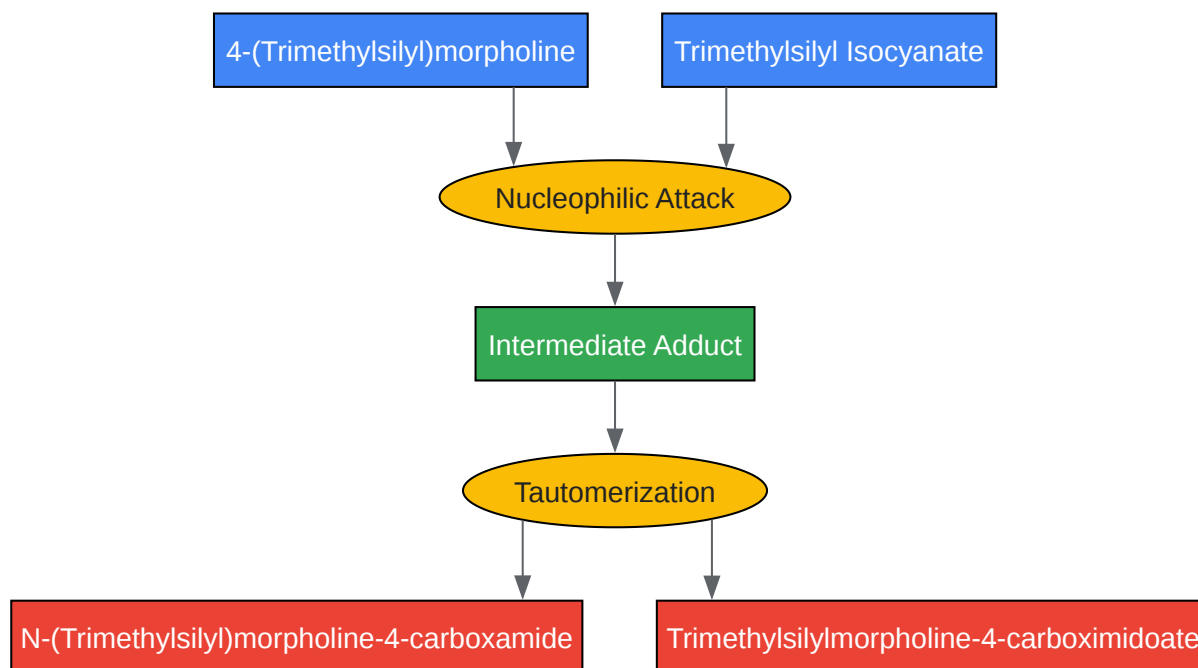 4-(Trimethylsilyl)morpholine
Trimethylsilyl Isocyanate
Nucleophilic Attack
Intermediate Adduct
Tautomerization
N-(Trimethylsilyl)morpholine-4-carboxamide
Trimethylsilylmorpholine-4-carboximidoate